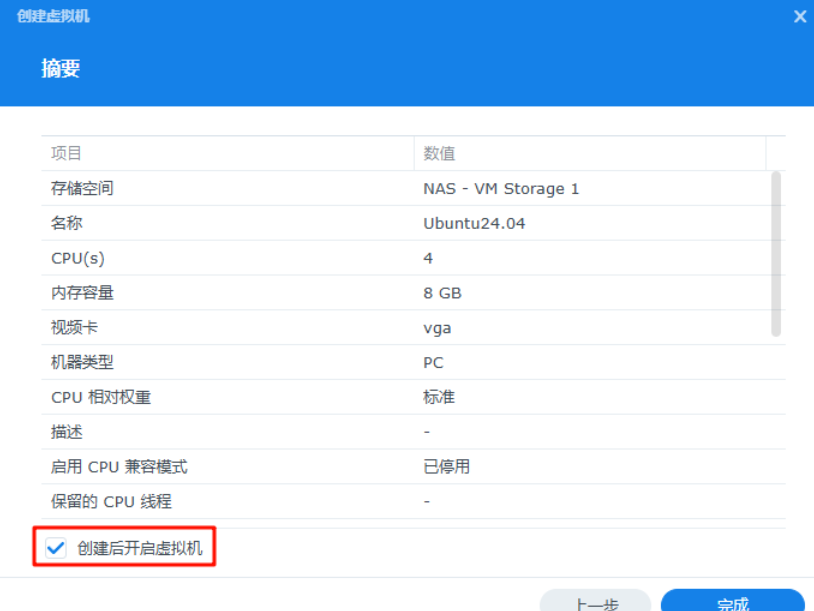 创建虚拟机
摘要
项目 数值
存储空间 NAS - VM Storage 1
名称 Ubuntu24.04
CPU(s) 4
内存容量 8 GB
视频卡 vga
机器类型 PC
CPU 相对权重 标准
描述 -
启用 CPU 兼容模式 已停用
保留的 CPU 线程 -
创建后开启虚拟机
上一步 完成